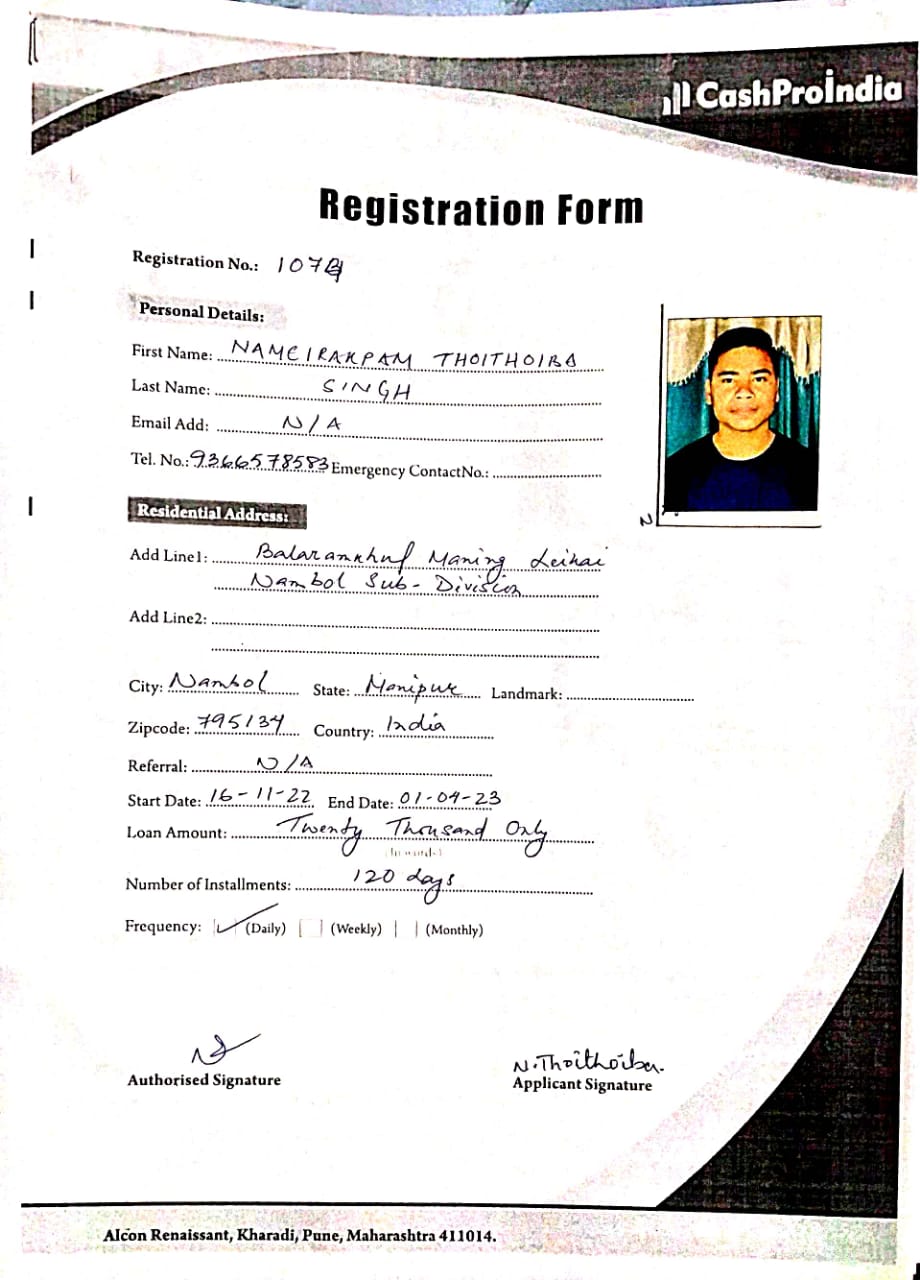 CashProIndia
Registration Form
Registration No.: 107
Personal Details:
First Name: NAMEIRAKPAM THOITHOIBA
Last Name: SINGH
Email Add: N/A
Tel. No.: 9366578583 Emergency ContactNo.:
Residential Address:
Add Line1: Balaramkhul Maning Leikai
Nambol Sub-Division
Add Line2:
City: Nambol State: Manipur Landmark:
Zipcode: 795134 Country: India
Referral: N/A
Start Date: 16-11-22 End Date: 01-04-23
Loan Amount: Twenty Thousand Only
(In words)
Number of Installments: 120 days
Frequency: (Daily) (Weekly) (Monthly)
N.Thoithoiba.
Authorised Signature Applicant Signature
Alcon Renaissant, Kharadi, Pune, Maharashtra 411014.